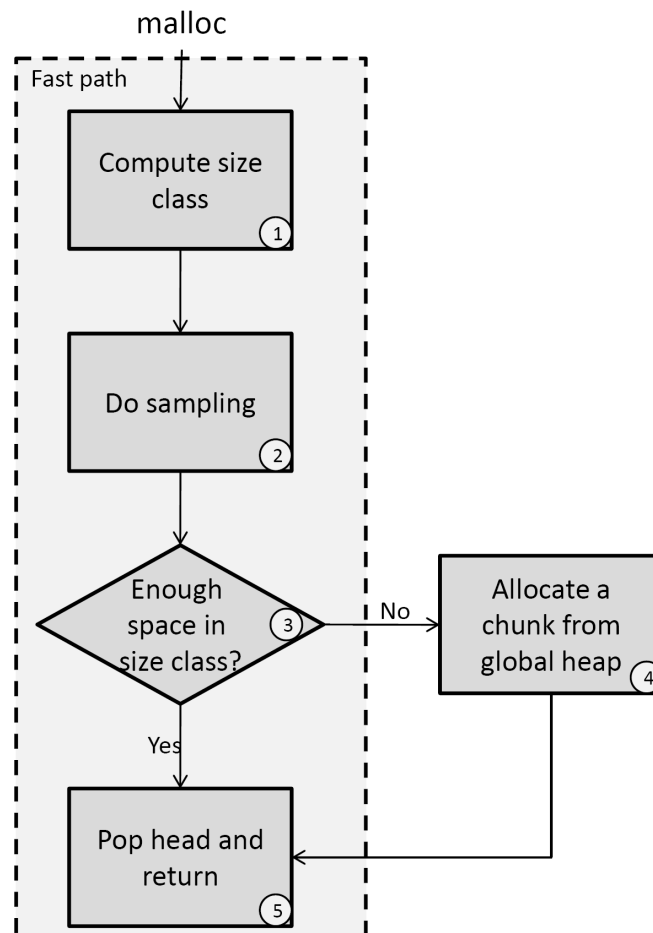 malloc
Fast path
Compute size
class
1
Do sampling
2
Enough
space in
size class?
3
No
Allocate a
chunk from
global heap
4
Yes
Pop head and
return
5